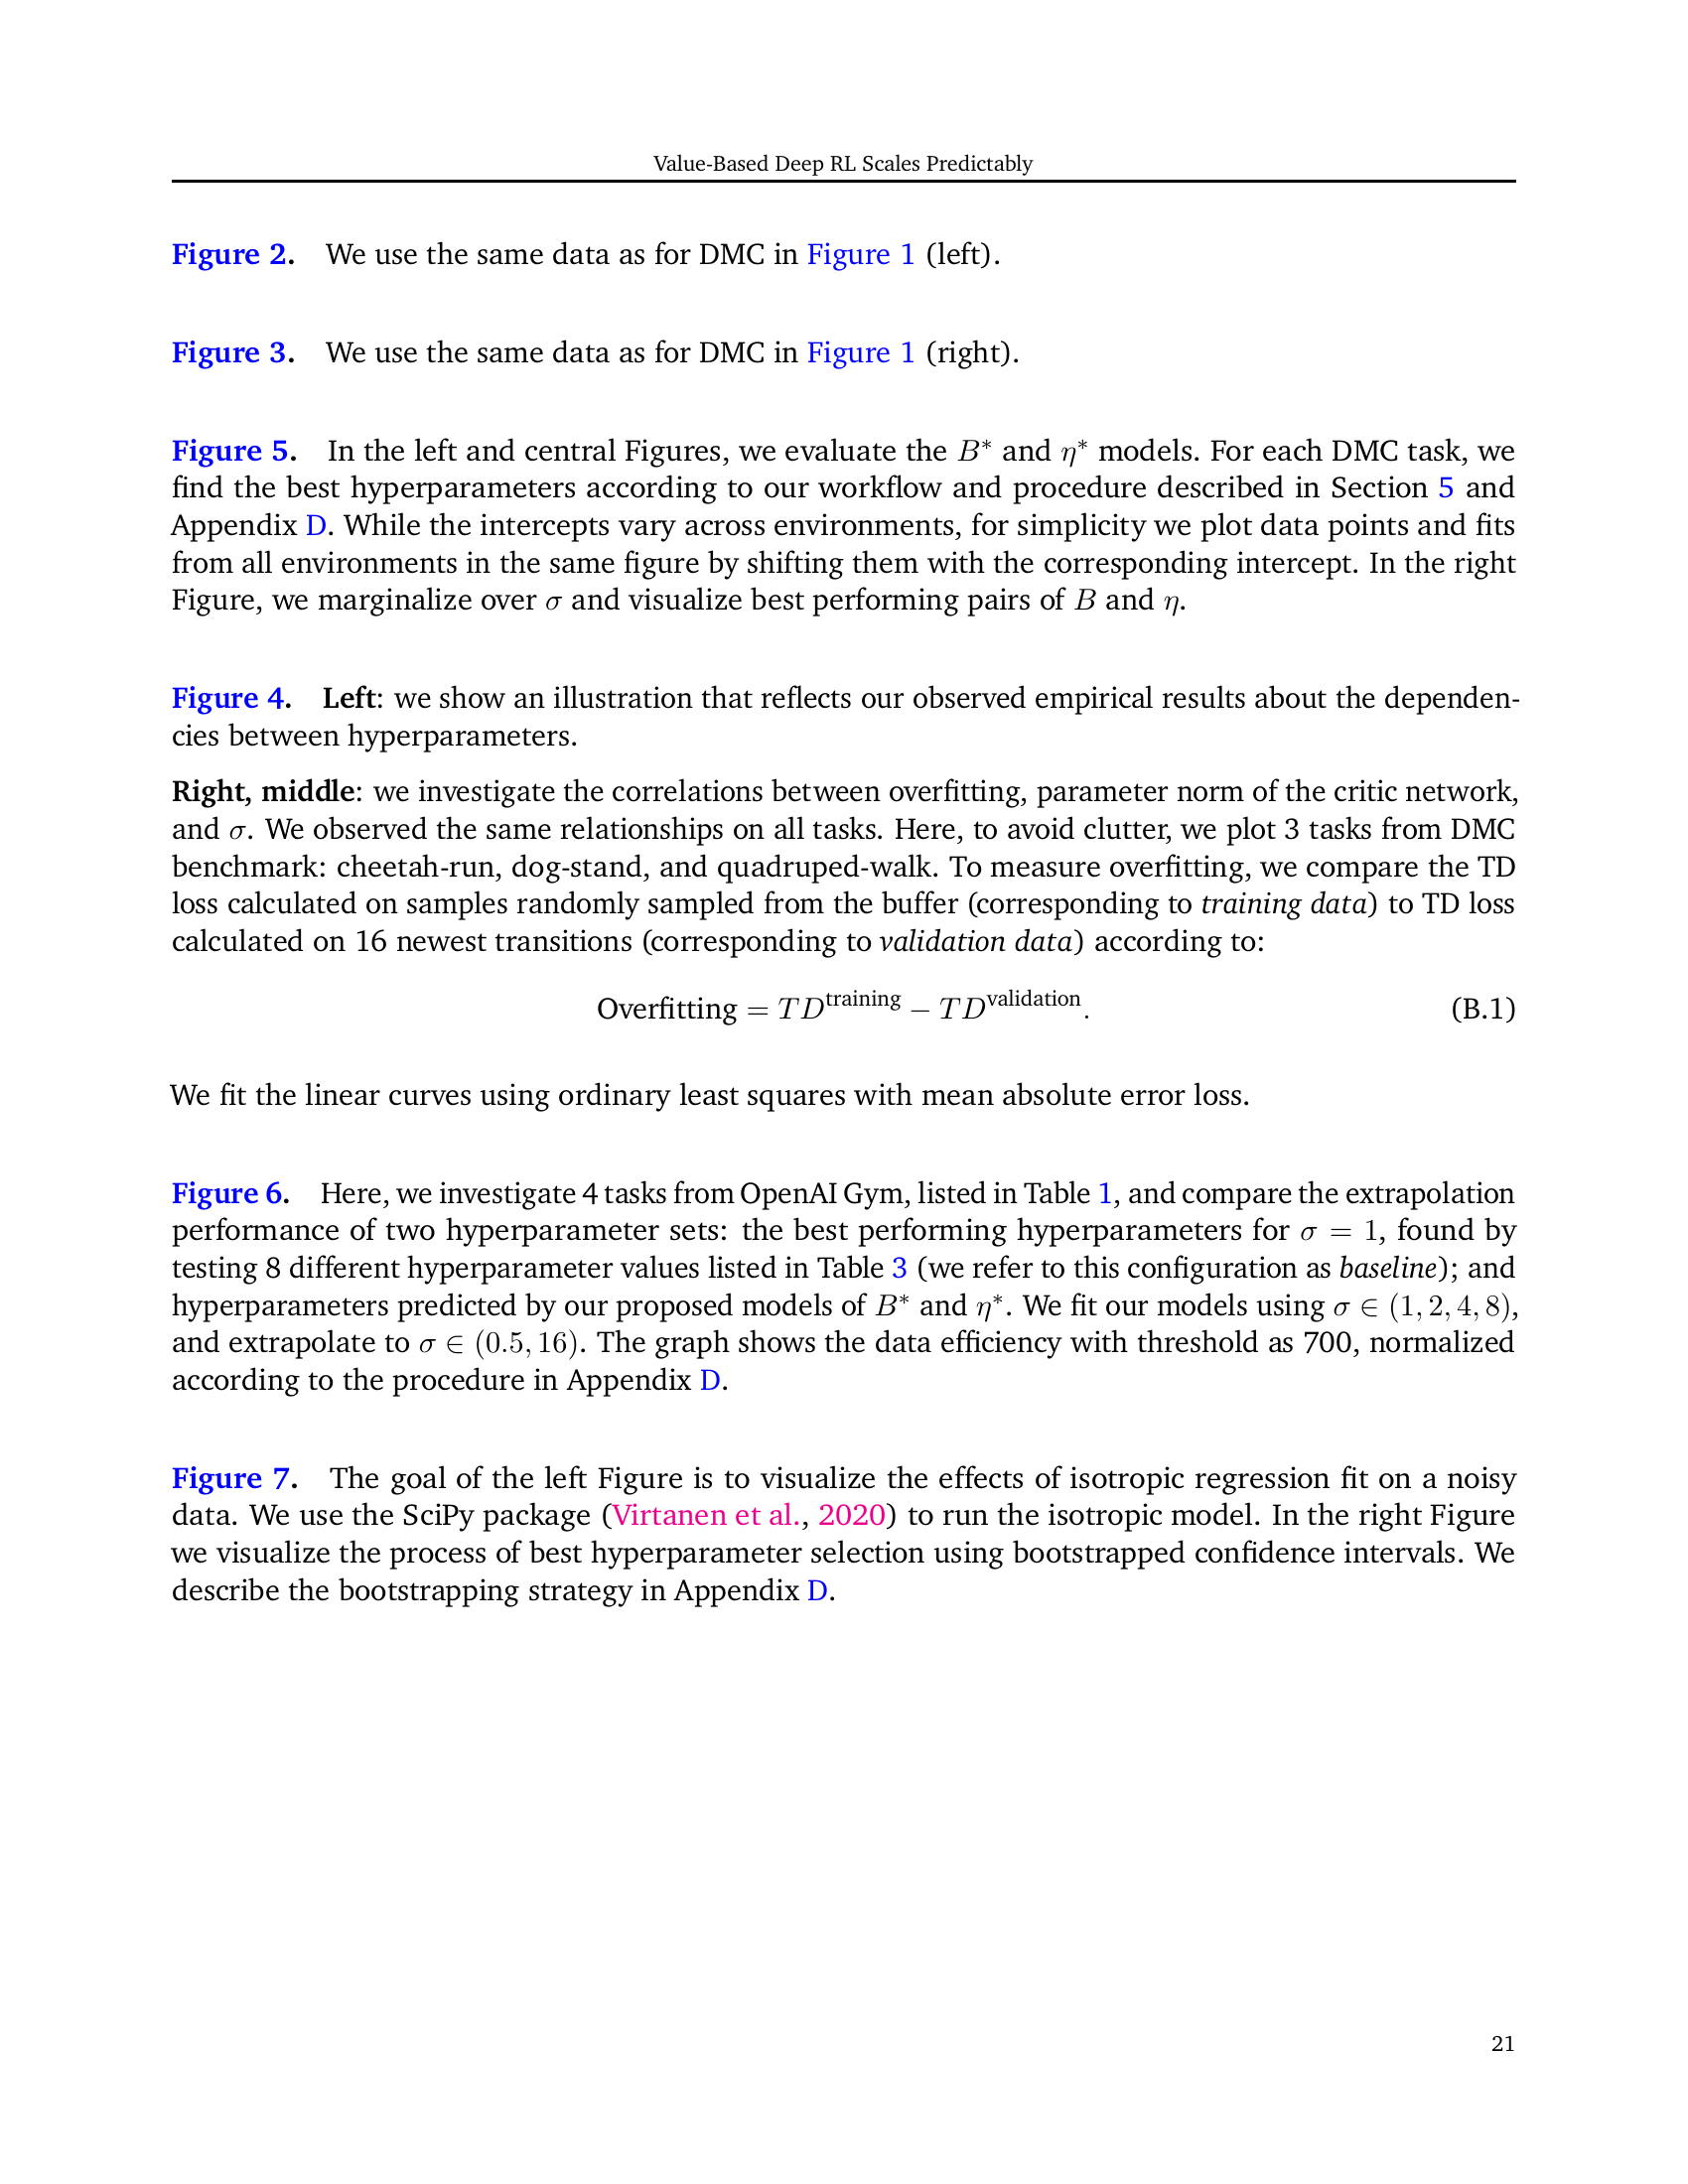 Value-Based Deep RL Scales Predictably
Figure 2. We use the same data as for DMC in Figure 1 (left).
Figure 3. We use the same data as for DMC in Figure 1 (right).
Figure 5. In the left and central Figures, we evaluate the B* and η* models. For each DMC task, we
find the best hyperparameters according to our workflow and procedure described in Section 5 and
Appendix D. While the intercepts vary across environments, for simplicity we plot data points and fits
from all environments in the same figure by shifting them with the corresponding intercept. In the right
Figure, we marginalize over σ and visualize best performing pairs of B and η.
Figure 4. Left: we show an illustration that reflects our observed empirical results about the dependen-
cies between hyperparameters.
Right, middle: we investigate the correlations between overfitting, parameter norm of the critic network,
and σ. We observed the same relationships on all tasks. Here, to avoid clutter, we plot 3 tasks from DMC
benchmark: cheetah-run, dog-stand, and quadruped-walk. To measure overfitting, we compare the TD
loss calculated on samples randomly sampled from the buffer (corresponding to training data) to TD loss
calculated on 16 newest transitions (corresponding to validation data) according to:
Overfitting = TD^training − TD^validation. (B.1)
We fit the linear curves using ordinary least squares with mean absolute error loss.
Figure 6. Here, we investigate 4 tasks from OpenAI Gym, listed in Table 1, and compare the extrapolation
performance of two hyperparameter sets: the best performing hyperparameters for σ = 1, found by
testing 8 different hyperparameter values listed in Table 3 (we refer to this configuration as baseline); and
hyperparameters predicted by our proposed models of B* and η*. We fit our models using σ ∈ (1, 2, 4, 8),
and extrapolate to σ ∈ (0.5, 16). The graph shows the data efficiency with threshold as 700, normalized
according to the procedure in Appendix D.
Figure 7. The goal of the left Figure is to visualize the effects of isotropic regression fit on a noisy
data. We use the SciPy package (Virtanen et al., 2020) to run the isotropic model. In the right Figure
we visualize the process of best hyperparameter selection using bootstrapped confidence intervals. We
describe the bootstrapping strategy in Appendix D.
21